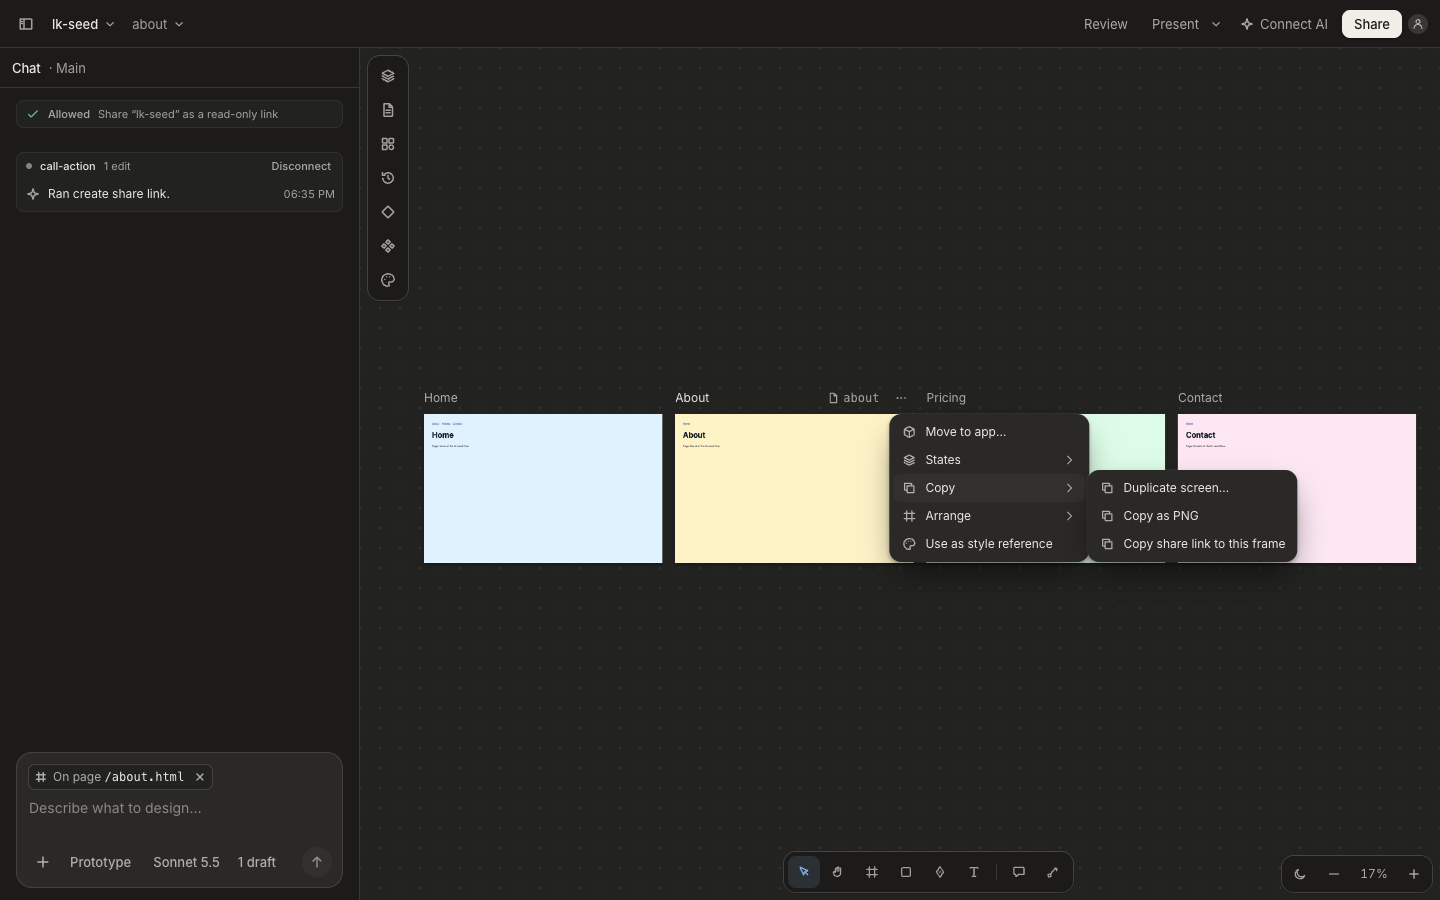 lk-seed
about
Review
Present
Connect AI
Share
Chat · Main
Allowed Share "lk-seed" as a read-only link
call-action 1 edit Disconnect
Ran create share link. 06:35 PM
Home
About
about
···
Pricing
Contact
Home
About
Contact
Move to app...
States
Copy
Arrange
Use as style reference
Duplicate screen...
Copy as PNG
Copy share link to this frame
On page /about.html
Describe what to design...
Prototype
Sonnet 5.5
1 draft
17%